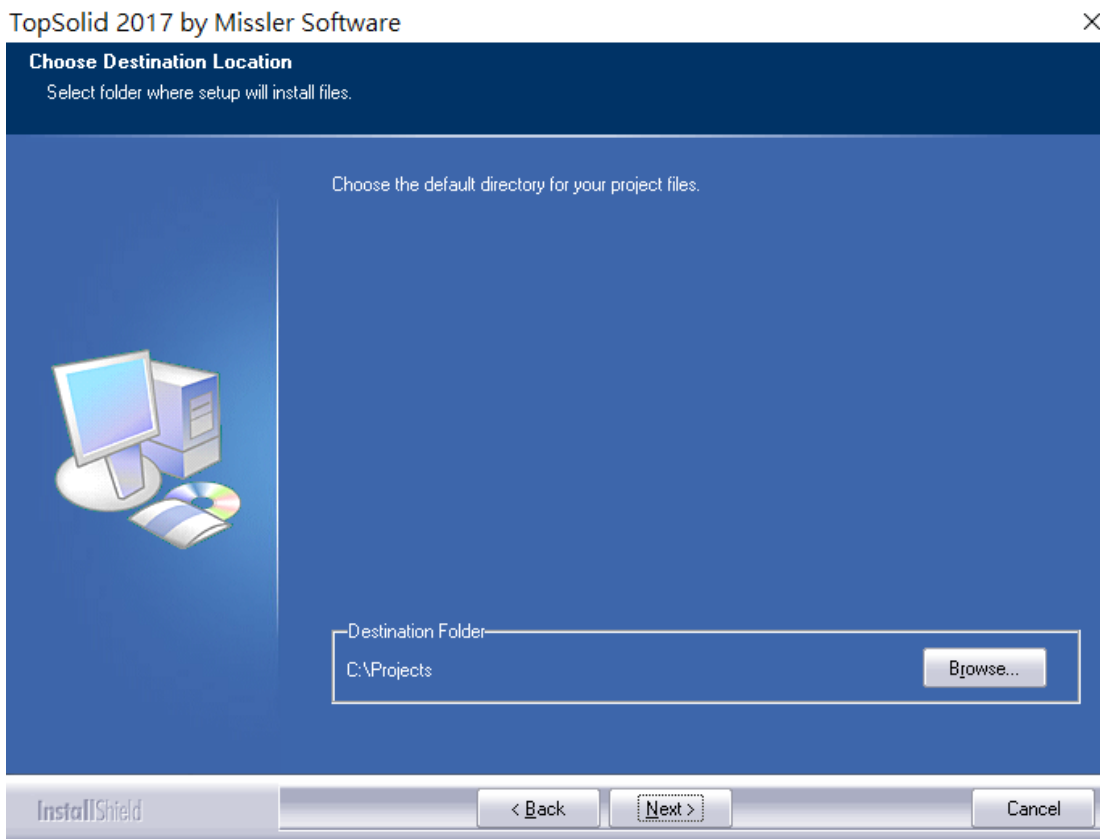 TopSolid 2017 by Missler Software
Choose Destination Location
Select folder where setup will install files.
Choose the default directory for your project files.
Destination Folder
C:\Projects
Browse...
InstallShield
< Back
Next >
Cancel